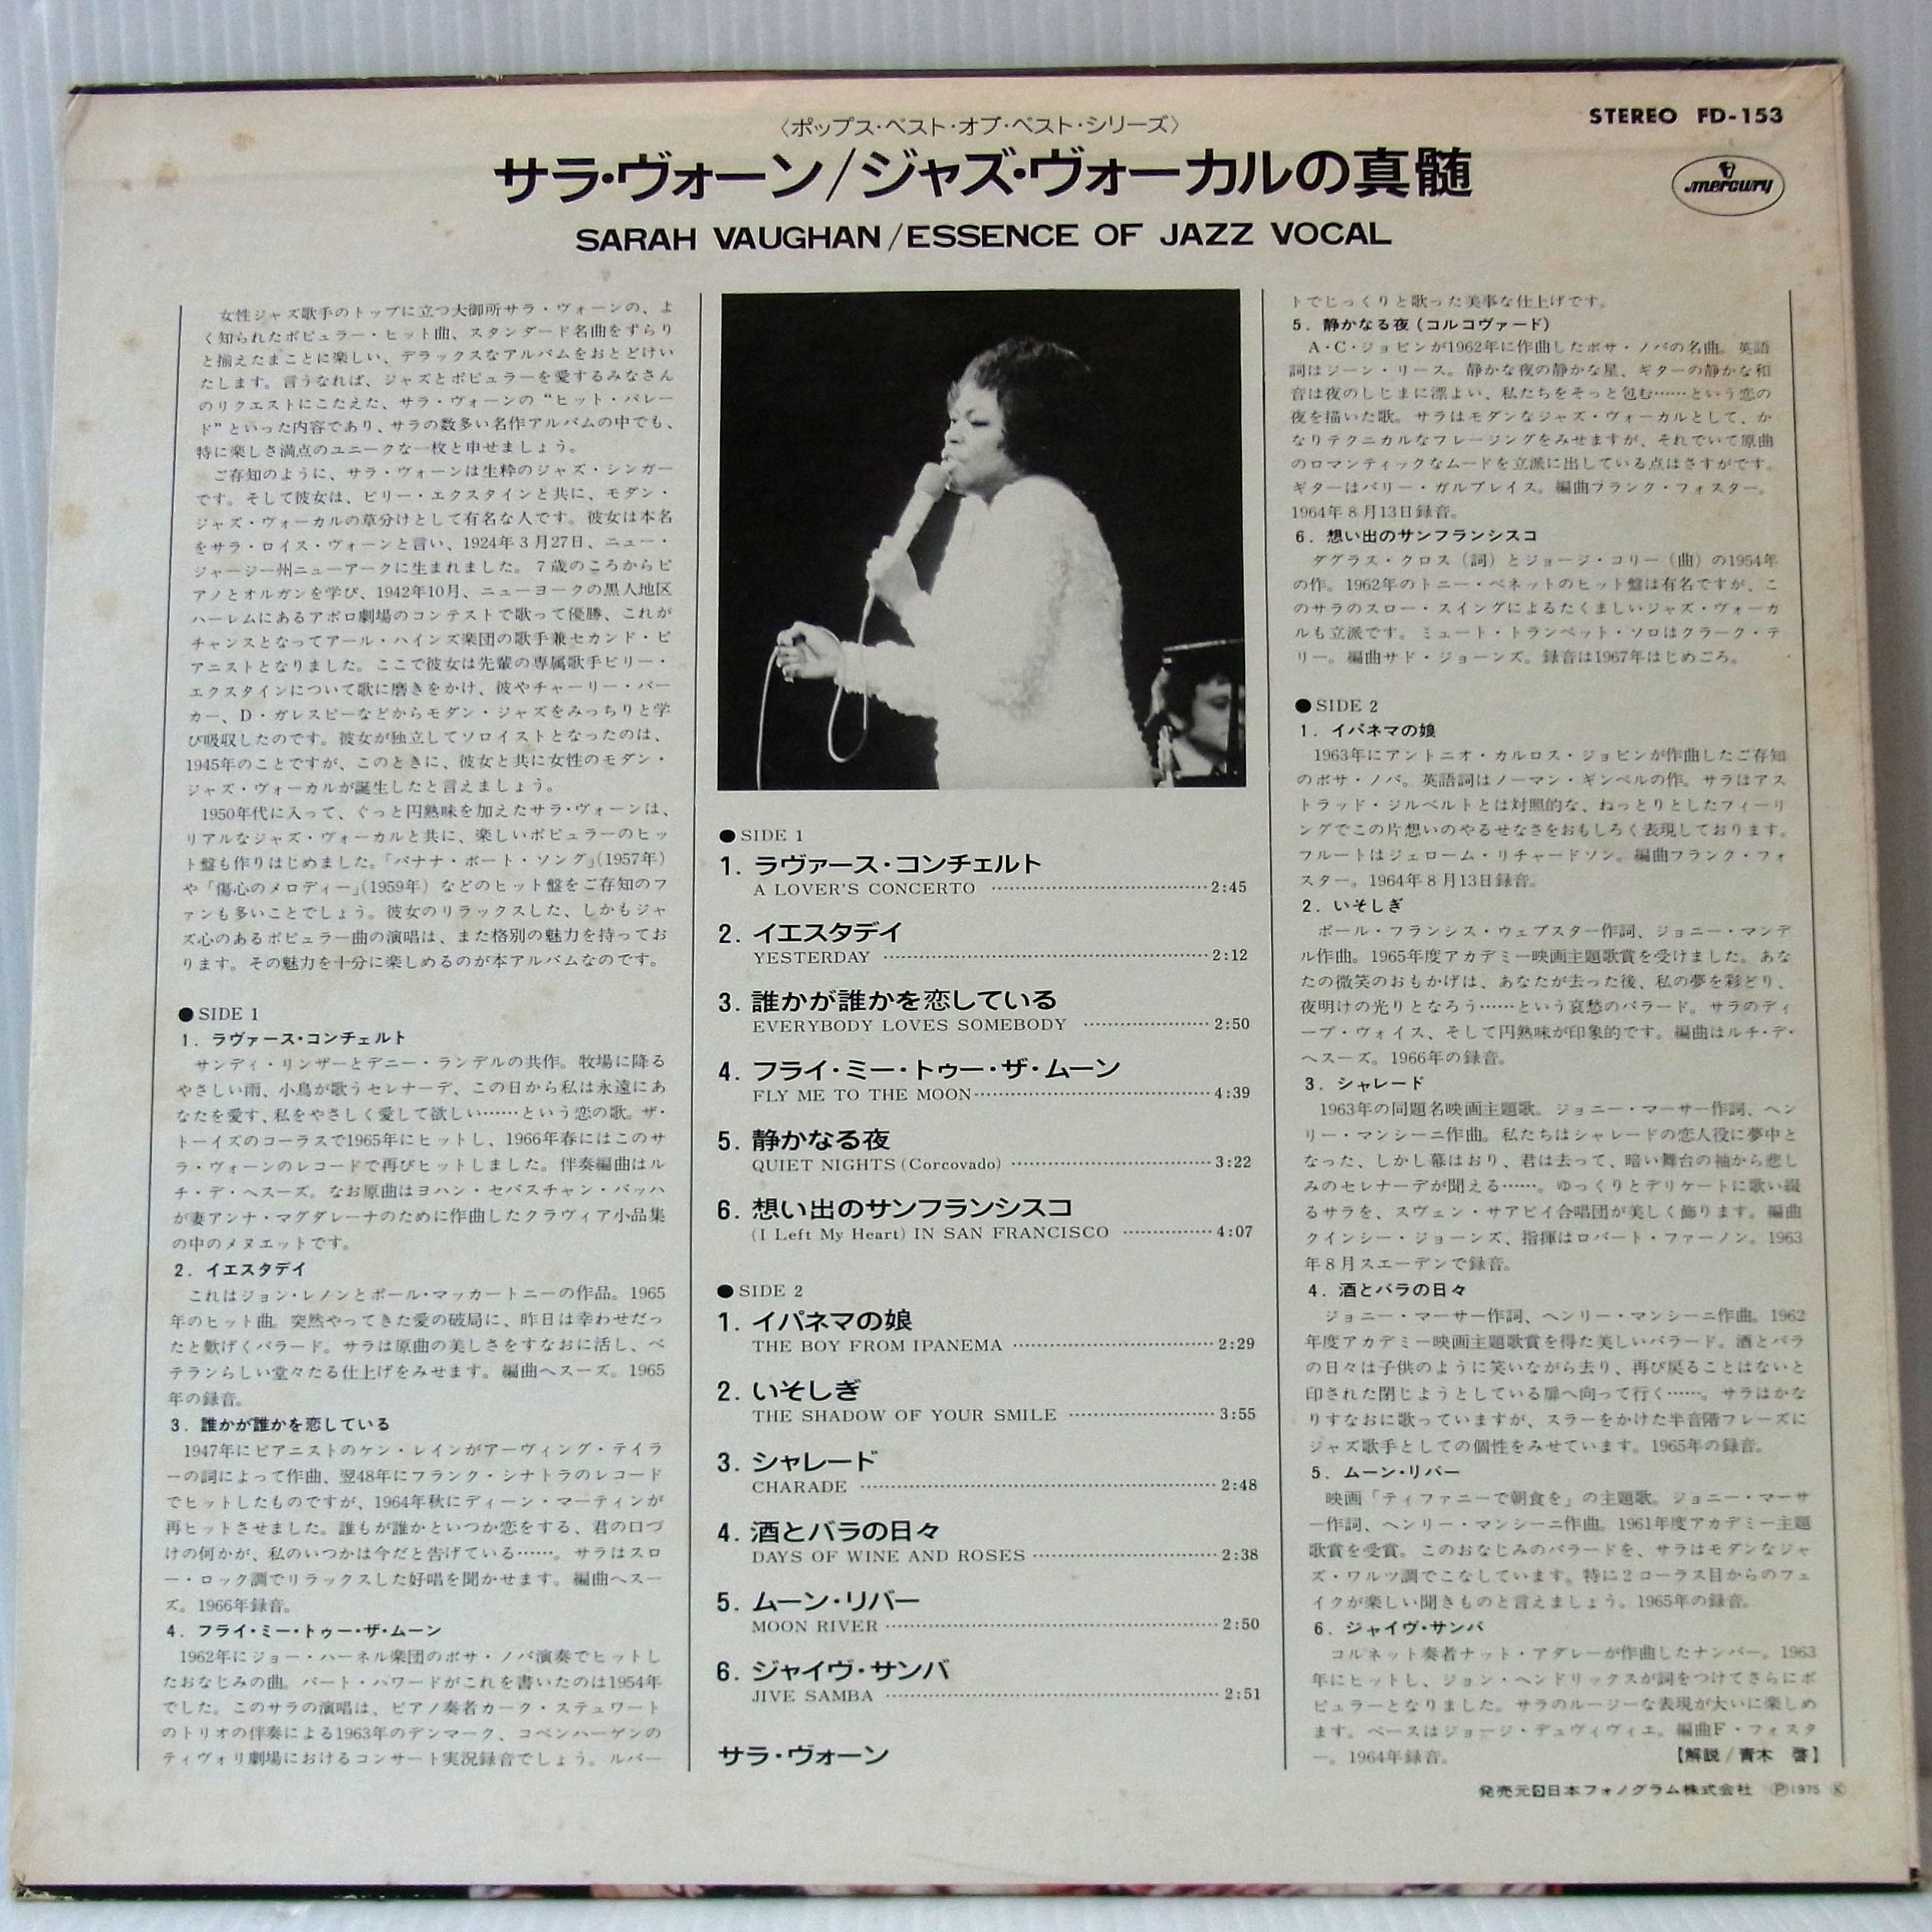 〈ポップス・ベスト・オブ・ベスト・シリーズ〉
STEREO FD-153
サラ・ヴォーン/ジャズ・ヴォーカルの真髄
mercury
SARAH VAUGHAN/ESSENCE OF JAZZ VOCAL
女性ジャズ歌手のトップに立つ大御所サラ・ヴォーンの、よ
く知られたポピュラー・ヒット曲、スタンダード名曲をずらり
と揃えたまことに楽しい、デラックスなアルバムをおとどけい
たします。言うなれば、ジャズとポピュラーを愛するみなさん
のリクエストにこたえた、サラ・ヴォーンの“ヒット・パレー
ド”といった内容であり、サラの数多い名作アルバムの中でも、
特に楽しさ満点のユニークな一枚と申せましょう。
ご存知のように、サラ・ヴォーンは生粋のジャズ・シンガー
です。そして彼女は、ビリー・エクスタインと共に、モダン・
ジャズ・ヴォーカルの草分けとして有名な人です。彼女は本名
をサラ・ロイス・ヴォーンと言い、1924年3月27日、ニュー・
ジャージー州ニューアークに生まれました。7歳のころからピ
アノとオルガンを学び、1942年10月、ニューヨークの黒人地区
ハーレムにあるアポロ劇場のコンテストで歌って優勝、これが
チャンスとなってアール・ハインズ楽団の歌手兼セカンド・ピ
アニストとなりました。ここで彼女は先輩の専属歌手ビリー・
エクスタインについて歌に磨きをかけ、彼やチャーリー・パー
カー、D・ガレスピーなどからモダン・ジャズをみっちりと学
び吸収したのです。彼女が独立してソロイストとなったのは、
1945年のことですが、このときに、彼女と共に女性のモダン・
ジャズ・ヴォーカルが誕生したと言えましょう。
1950年代に入って、ぐっと円熟味を加えたサラ・ヴォーンは、
リアルなジャズ・ヴォーカルと共に、楽しいポピュラーのヒッ
ト盤も作りはじめました。「バナナ・ボート・ソング」(1957年)
や「傷心のメロディー」(1959年) などのヒット盤をご存知のフ
ァンも多いことでしょう。彼女のリラックスした、しかもジャ
ズ心のあるポピュラー曲の演唱は、また格別の魅力を持ってお
ります。その魅力を十分に楽しめるのが本アルバムなのです。
●SIDE 1
1. ラヴァース・コンチェルト
サンディ・リンザーとデニー・ランデルの共作。牧場に降る
やさしい雨、小鳥が歌うセレナーデ、この日から私は永遠にあ
なたを愛す、私をやさしく愛して欲しい……という恋の歌。ザ・
トーイズのコーラスで1965年にヒットし、1966年春にはこのサ
ラ・ヴォーンのレコードで再びヒットしました。伴奏編曲はル
チ・デ・ヘスーズ。なお原曲はヨハン・セバスチャン・バッハ
が妻アンナ・マグダレーナのために作曲したクラヴィア小品集
の中のメヌエットです。
2. イエスタデイ
これはジョン・レノンとポール・マッカートニーの作品。1965
年のヒット曲。突然やってきた愛の破局に、昨日は幸わせだっ
たと歎げくバラード。サラは原曲の美しさをすなおに活し、ベ
テランらしい堂々たる仕上げをみせます。編曲ヘスーズ。1965
年の録音。
3. 誰かが誰かを恋している
1947年にピアニストのケン・レインがアーヴィング・テイラ
ーの詞によって作曲、翌48年にフランク・シナトラのレコード
でヒットしたものですが、1964年秋にディーン・マーティンが
再ヒットさせました。誰もが誰かといつか恋をする、君の口づ
けの何かが、私のいつかは今だと告げている……。サラはスロ
ー・ロック調でリラックスした好唱を聞かせます。編曲ヘスー
ズ。1966年録音。
4. フライ・ミー・トゥー・ザ・ムーン
1962年にジョー・ハーネル楽団のボサ・ノバ演奏でヒットし
たおなじみの曲。バート・ハワードがこれを書いたのは1954年
でした。このサラの演唱は、ピアノ奏者カーク・ステュワート
のトリオの伴奏による1963年のデンマーク、コペンハーゲンの
ティヴォリ劇場におけるコンサート実況録音でしょう。ルバー
●SIDE 1
1. ラヴァース・コンチェルト
A LOVER'S CONCERTO ……2:45
2. イエスタデイ
YESTERDAY ……2:12
3. 誰かが誰かを恋している
EVERYBODY LOVES SOMEBODY ……2:50
4. フライ・ミー・トゥー・ザ・ムーン
FLY ME TO THE MOON……4:39
5. 静かなる夜
QUIET NIGHTS (Corcovado) ……3:22
6. 想い出のサンフランシスコ
(I Left My Heart) IN SAN FRANCISCO ……4:07
●SIDE 2
1. イパネマの娘
THE BOY FROM IPANEMA ……2:29
2. いそしぎ
THE SHADOW OF YOUR SMILE ……3:55
3. シャレード
CHARADE ……2:48
4. 酒とバラの日々
DAYS OF WINE AND ROSES ……2:38
5. ムーン・リバー
MOON RIVER ……2:50
6. ジャイヴ・サンバ
JIVE SAMBA ……2:51
サラ・ヴォーン
トでじっくりと歌った美事な仕上げです。
5. 静かなる夜 (コルコヴァード)
A・C・ジョビンが1962年に作曲したボサ・ノバの名曲。英語
詞はジーン・リース。静かな夜の静かな星、ギターの静かな和
音は夜のしじまに漂よい、私たちをそっと包む……という恋の
夜を描いた歌。サラはモダンなジャズ・ヴォーカルとして、か
なりテクニカルなフレージングをみせますが、それでいて原曲
のロマンティックなムードを立派に出している点はさすがです。
ギターはバリー・ガルブレイス。編曲フランク・フォスター。
1964年8月13日録音。
6. 想い出のサンフランシスコ
ダグラス・クロス (詞) とジョージ・コリー (曲) の1954年
の作。1962年のトニー・ベネットのヒット盤は有名ですが、こ
のサラのスロー・スイングによるたくましいジャズ・ヴォーカ
ルも立派です。ミュート・トランペット・ソロはクラーク・テ
リー。編曲サド・ジョーンズ。録音は1967年はじめごろ。
●SIDE 2
1. イパネマの娘
1963年にアントニオ・カルロス・ジョビンが作曲したご存知
のボサ・ノバ。英語詞はノーマン・ギンベルの作。サラはアス
トラッド・ジルベルトとは対照的な、ねっとりとしたフィーリ
ングでこの片想いのやるせなさをおもしろく表現しております。
フルートはジェローム・リチャードソン。編曲フランク・フォ
スター。1964年8月13日録音。
2. いそしぎ
ポール・フランシス・ウェブスター作詞、ジョニー・マンデ
ル作曲。1965年度アカデミー映画主題歌賞を受けました。あな
たの微笑のおもかげは、あなたが去った後、私の夢を彩どり、
夜明けの光りとなろう……という哀愁のバラード。サラのディ
ープ・ヴォイス、そして円熟味が印象的です。編曲はルチ・デ・
ヘスーズ。1966年の録音。
3. シャレード
1963年の同題名映画主題歌。ジョニー・マーサー作詞、ヘン
リー・マンシーニ作曲。私たちはシャレードの恋人役に夢中と
なった、しかし幕はおり、君は去って、暗い舞台の袖から悲し
みのセレナーデが聞える……。ゆっくりとデリケートに歌い綴
るサラを、スヴェン・サアビイ合唱団が美しく飾ります。編曲
クインシー・ジョーンズ、指揮はロバート・ファーノン。1963
年8月スエーデンで録音。
4. 酒とバラの日々
ジョニー・マーサー作詞、ヘンリー・マンシーニ作曲。1962
年度アカデミー映画主題歌賞を得た美しいバラード。酒とバラ
の日々は子供のように笑いながら去り、再び戻ることはないと
印された閉じようとしている扉へ向って行く……。サラはかな
りすなおに歌っていますが、スラーをかけた半音階フレーズに
ジャズ歌手としての個性をみせています。1965年の録音。
5. ムーン・リバー
映画「ティファニーで朝食を」の主題歌。ジョニー・マーサ
ー作詞、ヘンリー・マンシーニ作曲。1961年度アカデミー主題
歌賞を受賞。このおなじみのバラードを、サラはモダンなジャ
ズ・ワルツ調でこなしています。特に2コーラス目からのフェ
イクが楽しい聞きものと言えましょう。1965年の録音。
6. ジャイヴ・サンバ
コルネット奏者ナット・アダレーが作曲したナンバー。1963
年にヒットし、ジョン・ヘンドリックスが詞をつけてさらにポ
ピュラーとなりました。サラのルージーな表現が大いに楽しめ
ます。ベースはジョージ・デュヴィヴィエ。編曲F・フォスタ
ー。1964年録音。 【解説/青木 啓】
発売元 日本フォノグラム株式会社 Ⓟ1975 Ⓚ